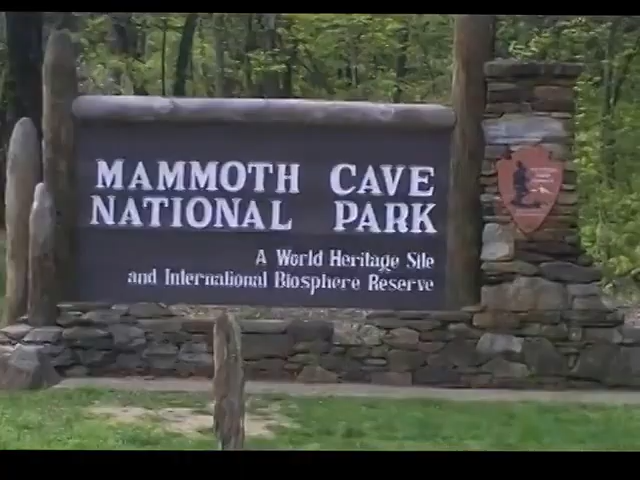 MAMMOTH CAVE
NATIONAL PARK
A World Heritage Site
and International Biosphere Reserve